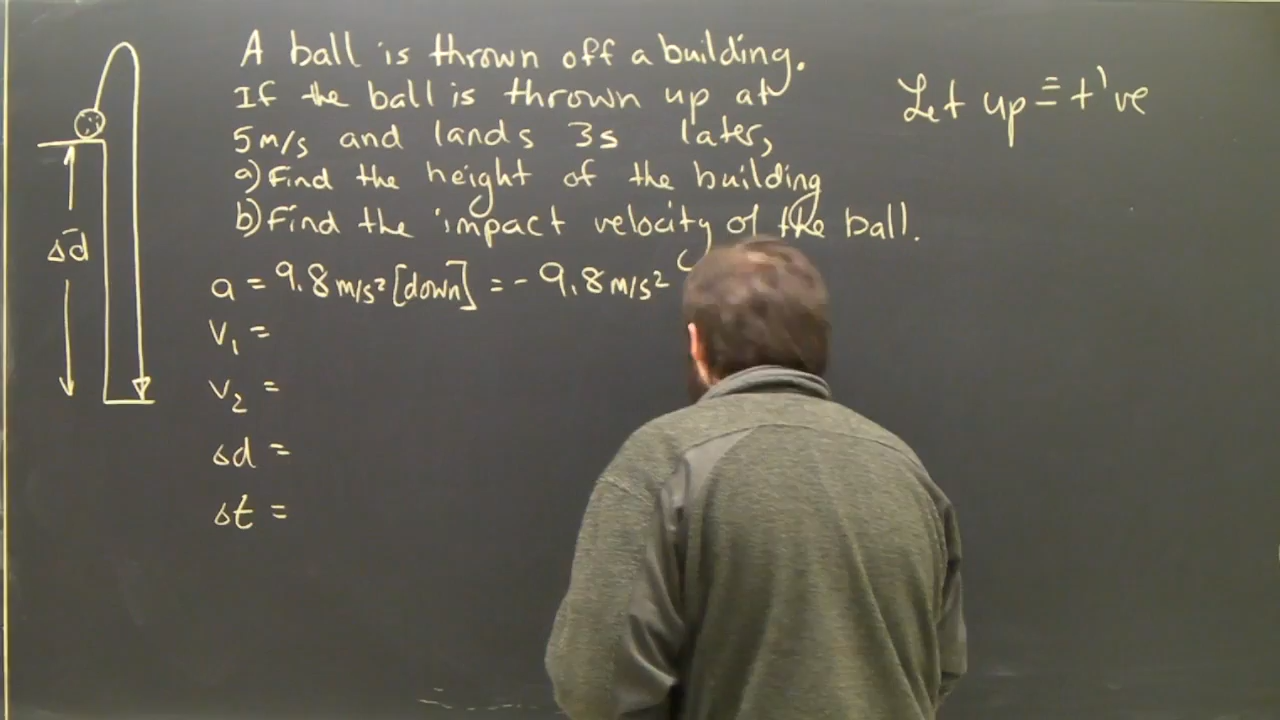 A ball is thrown off a building.
If the ball is thrown up at
5m/s and lands 3s later,
a) Find the height of the building
b) Find the impact velocity of the ball.
Let up ≡ +'ve
Δd
a = 9.8 m/s² [down] = - 9.8 m/s²
V₁ =
V₂ =
Δd =
Δt =